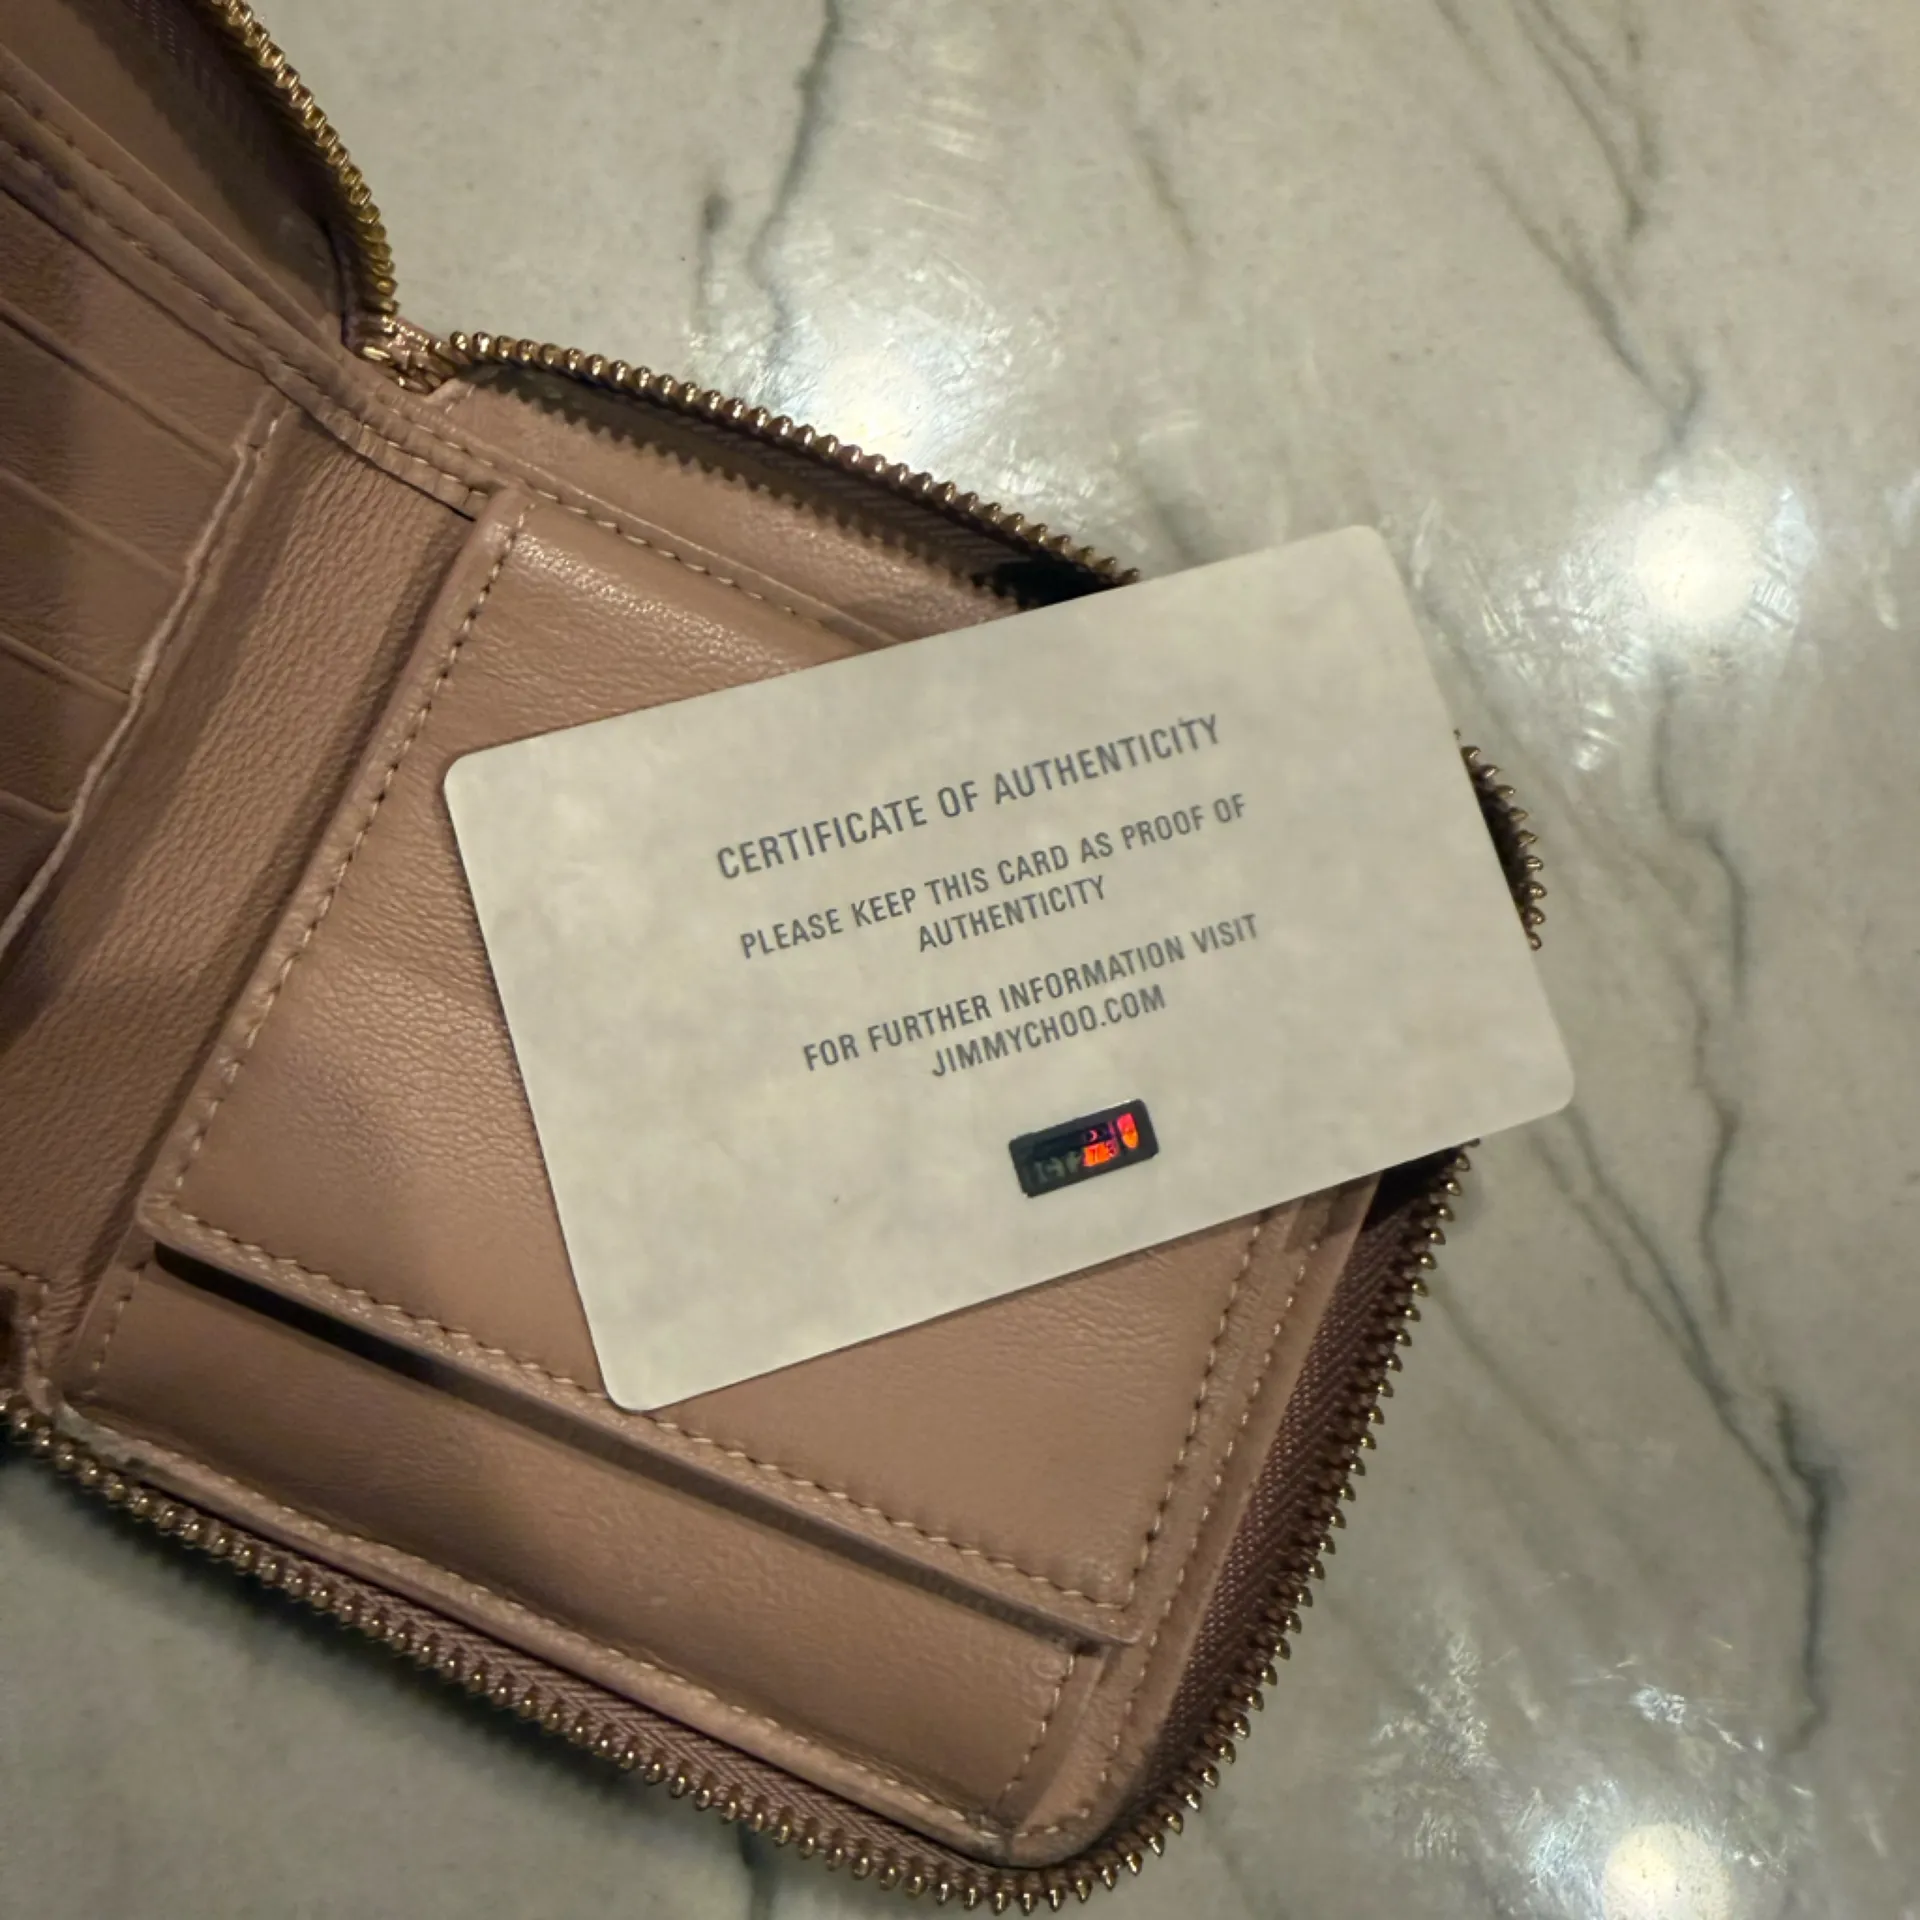 CERTIFICATE OF AUTHENTICITY
PLEASE KEEP THIS CARD AS PROOF OF
AUTHENTICITY
FOR FURTHER INFORMATION VISIT
JIMMYCHOO.COM